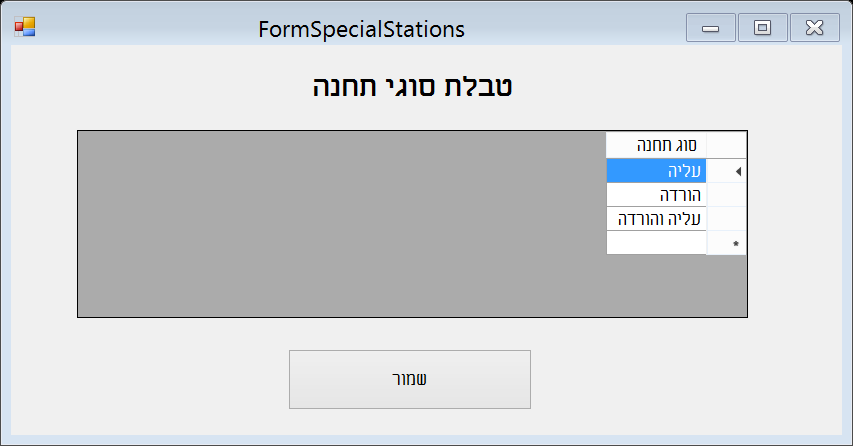 FormSpecialStations
טבלת סוגי תחנה
סוג תחנה
עליה
הורדה
עליה והורדה
*
שמור